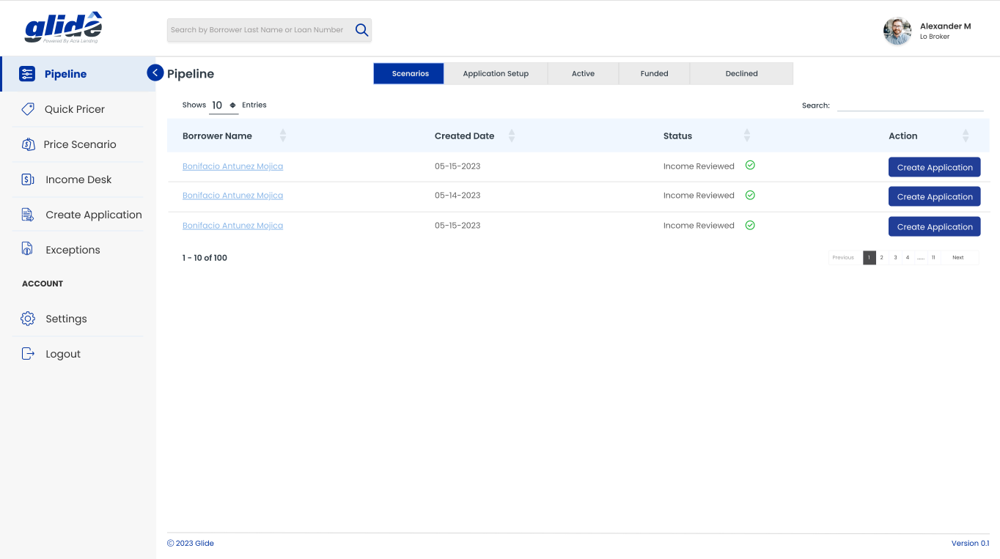 glide
Powered By Acra Lending
Search by Borrower Last Name or Loan Number
Alexander M
Lo Broker
Pipeline
Quick Pricer
Price Scenario
Income Desk
Create Application
Exceptions
ACCOUNT
Settings
Logout
Pipeline
Scenarios Application Setup Active Funded Declined
Shows 10 Entries
Search:
Borrower Name Created Date Status Action
Bonifacio Antunez Mojica 05-15-2023 Income Reviewed Create Application
Bonifacio Antunez Mojica 05-14-2023 Income Reviewed Create Application
Bonifacio Antunez Mojica 05-15-2023 Income Reviewed Create Application
1 - 10 of 100
Previous 1 2 3 4 ...... 11 Next
© 2023 Glide
Version 0.1